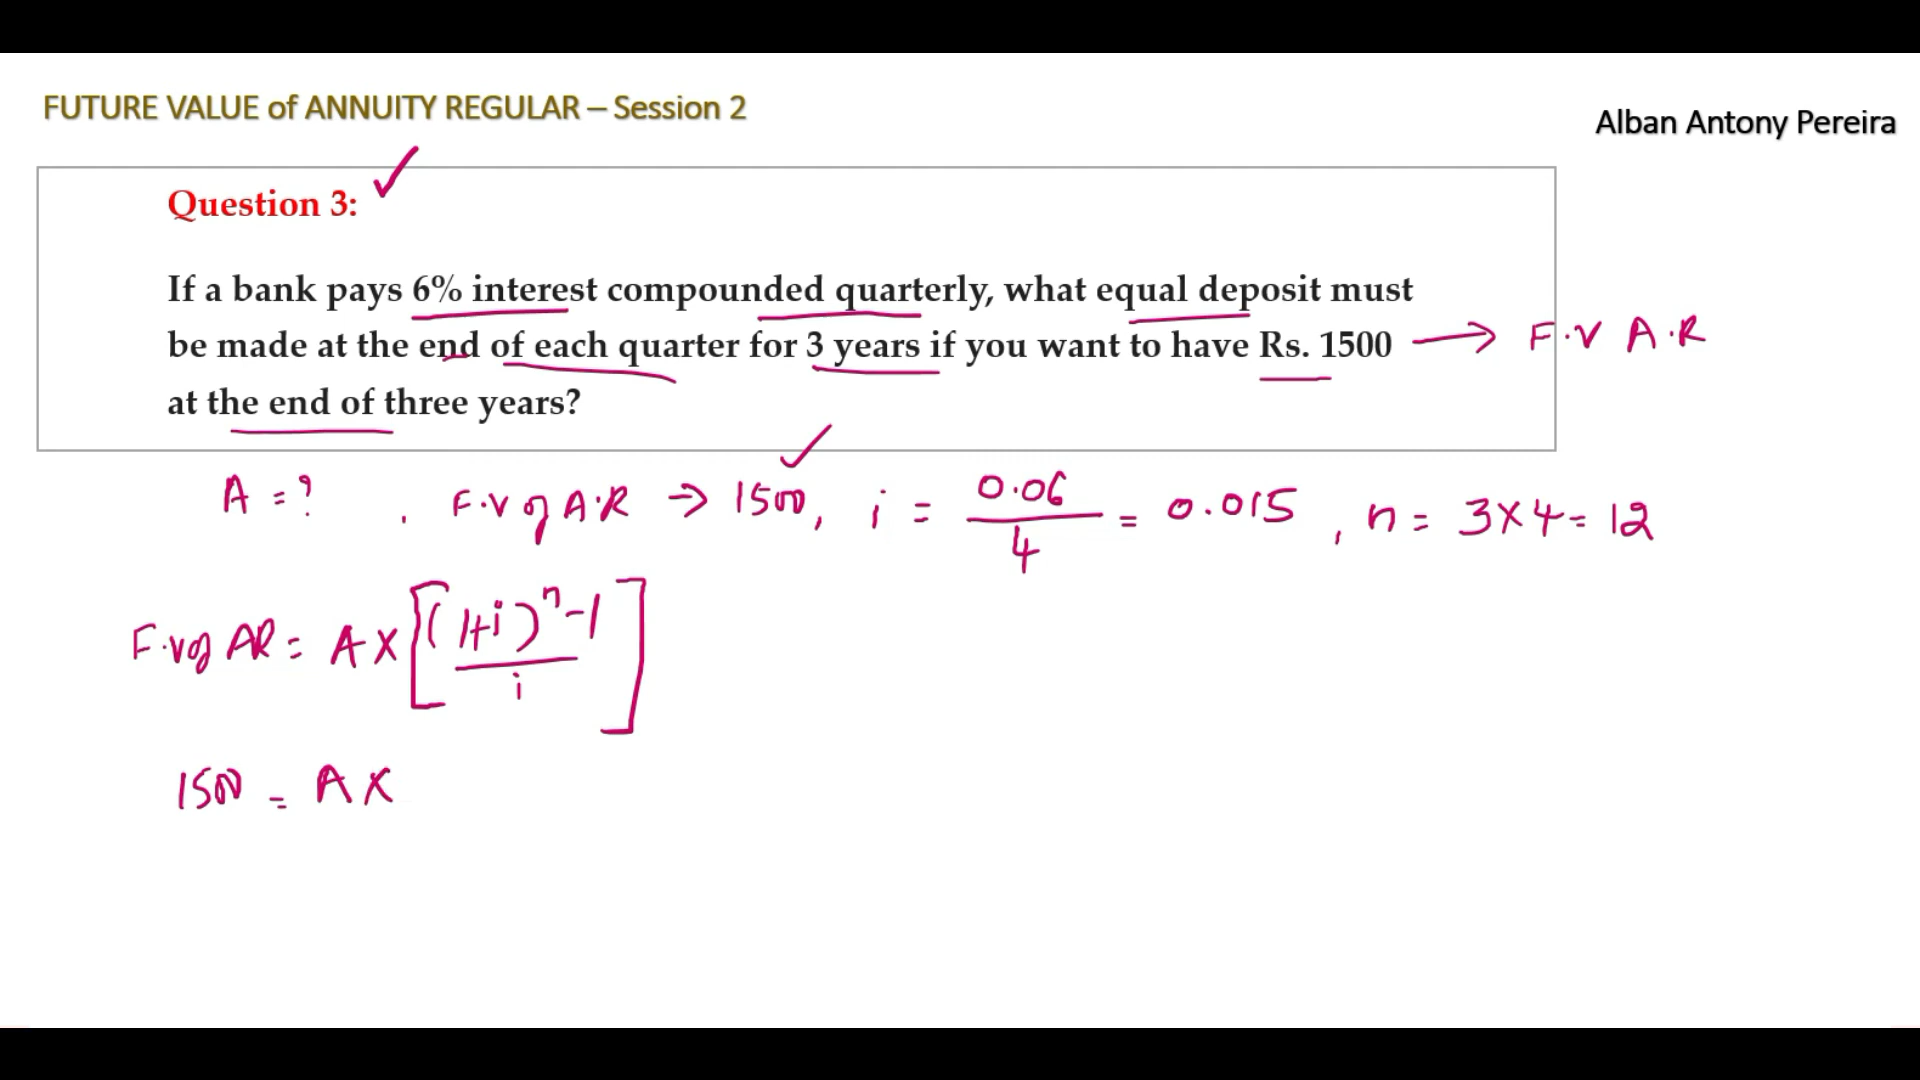 FUTURE VALUE of ANNUITY REGULAR – Session 2
Alban Antony Pereira
Question 3:
If a bank pays 6% interest compounded quarterly, what equal deposit must
be made at the end of each quarter for 3 years if you want to have Rs. 1500 → F.V A.R
at the end of three years?
A = ? , F.V of A.R → 1500, i = 0.06/4 = 0.015, n = 3×4 = 12
F.V of AR = A × [(1+i)^n - 1 / i]
1500 = A ×